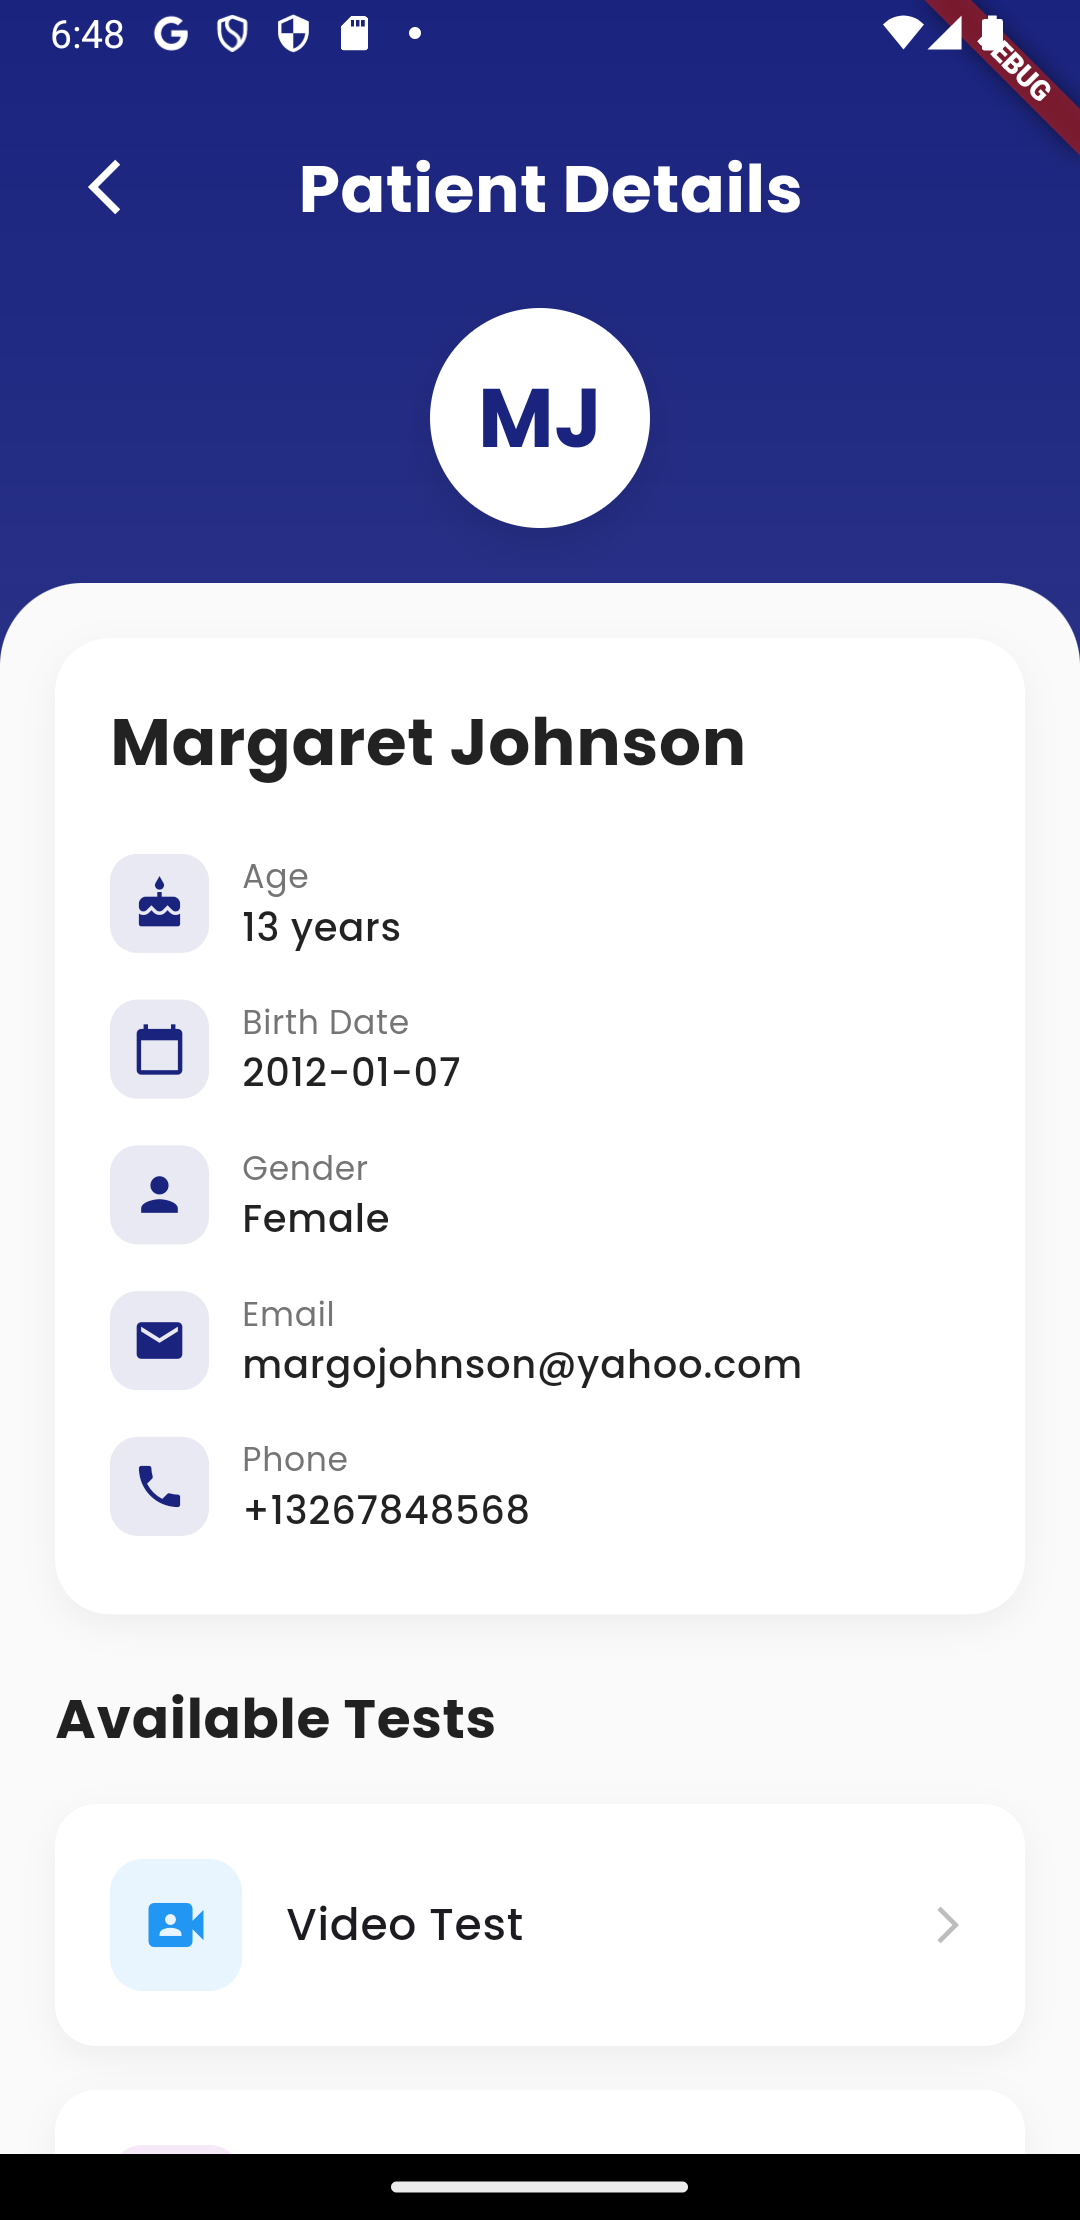 6:48
DEBUG
Patient Details
MJ
Margaret Johnson
Age
13 years
Birth Date
2012-01-07
Gender
Female
Email
margojohnson@yahoo.com
Phone
+13267848568
Available Tests
Video Test